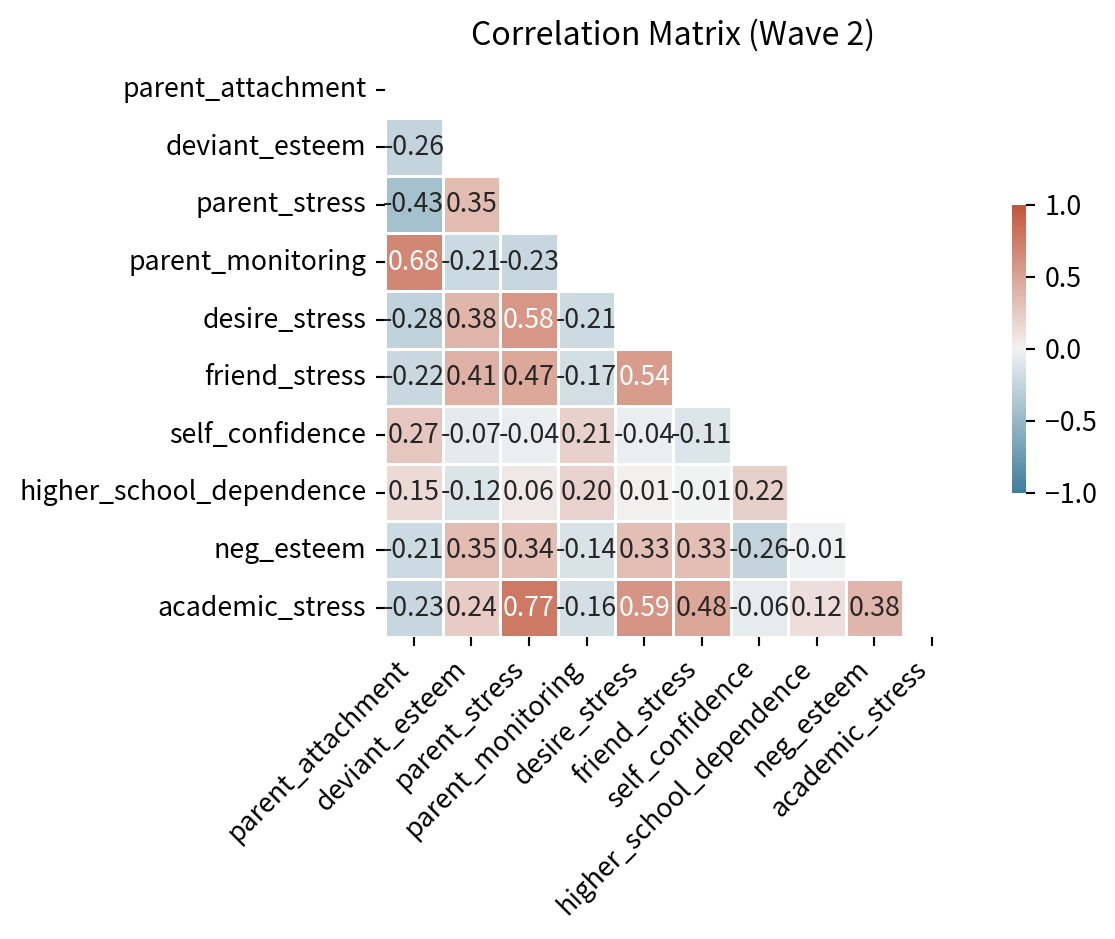 Correlation Matrix (Wave 2)
parent_attachment
deviant_esteem -0.26
parent_stress -0.43 0.35
parent_monitoring 0.68 -0.21 -0.23
desire_stress -0.28 0.38 0.58 -0.21
friend_stress -0.22 0.41 0.47 -0.17 0.54
self_confidence 0.27 -0.07 -0.04 0.21 -0.04 -0.11
higher_school_dependence 0.15 -0.12 0.06 0.20 0.01 -0.01 0.22
neg_esteem -0.21 0.35 0.34 -0.14 0.33 0.33 -0.26 -0.01
academic_stress -0.23 0.24 0.77 -0.16 0.59 0.48 -0.06 0.12 0.38
parent_attachment
deviant_esteem
parent_stress
parent_monitoring
desire_stress
friend_stress
self_confidence
higher_school_dependence
neg_esteem
academic_stress
1.0
0.5
0.0
−0.5
−1.0